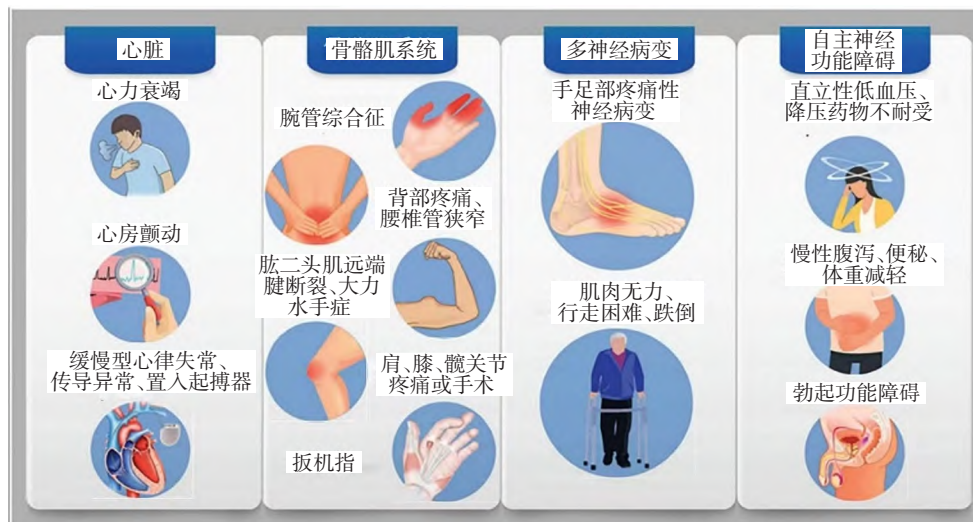 心脏
心力衰竭
心房颤动
缓慢型心律失常、
传导异常、置入起搏器
骨骼肌系统
腕管综合征
背部疼痛、
腰椎管狭窄
肱二头肌远端
腱断裂、大力
水手症
肩、膝、髋关节
疼痛或手术
扳机指
多神经病变
手足部疼痛性
神经病变
肌肉无力、
行走困难、跌倒
自主神经
功能障碍
直立性低血压、
降压药物不耐受
慢性腹泻、便秘、
体重减轻
勃起功能障碍